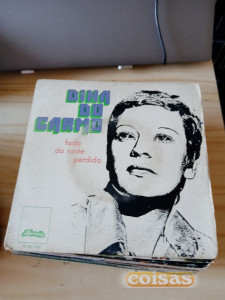 DINA
DO
CARMO
fado
da noite
perdida
coisas